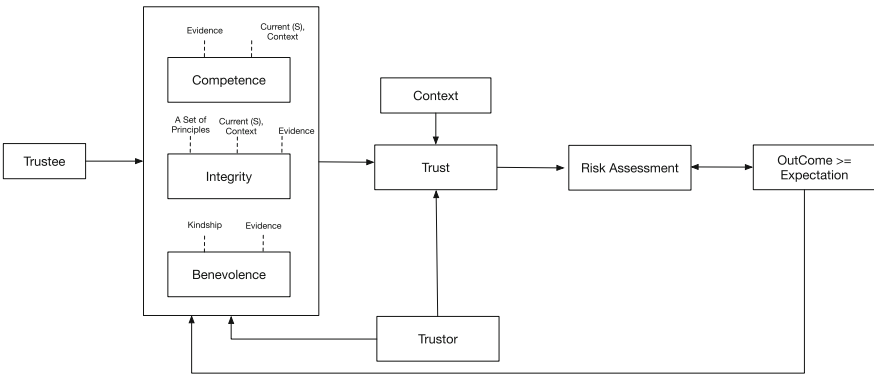 Evidence
Current (S),
Context
Competence
A Set of
Principles
Current (S),
Context
Evidence
Integrity
Kindship
Evidence
Benevolence
Trustee
Context
Trust
Risk Assessment
OutCome >=
Expectation
Trustor